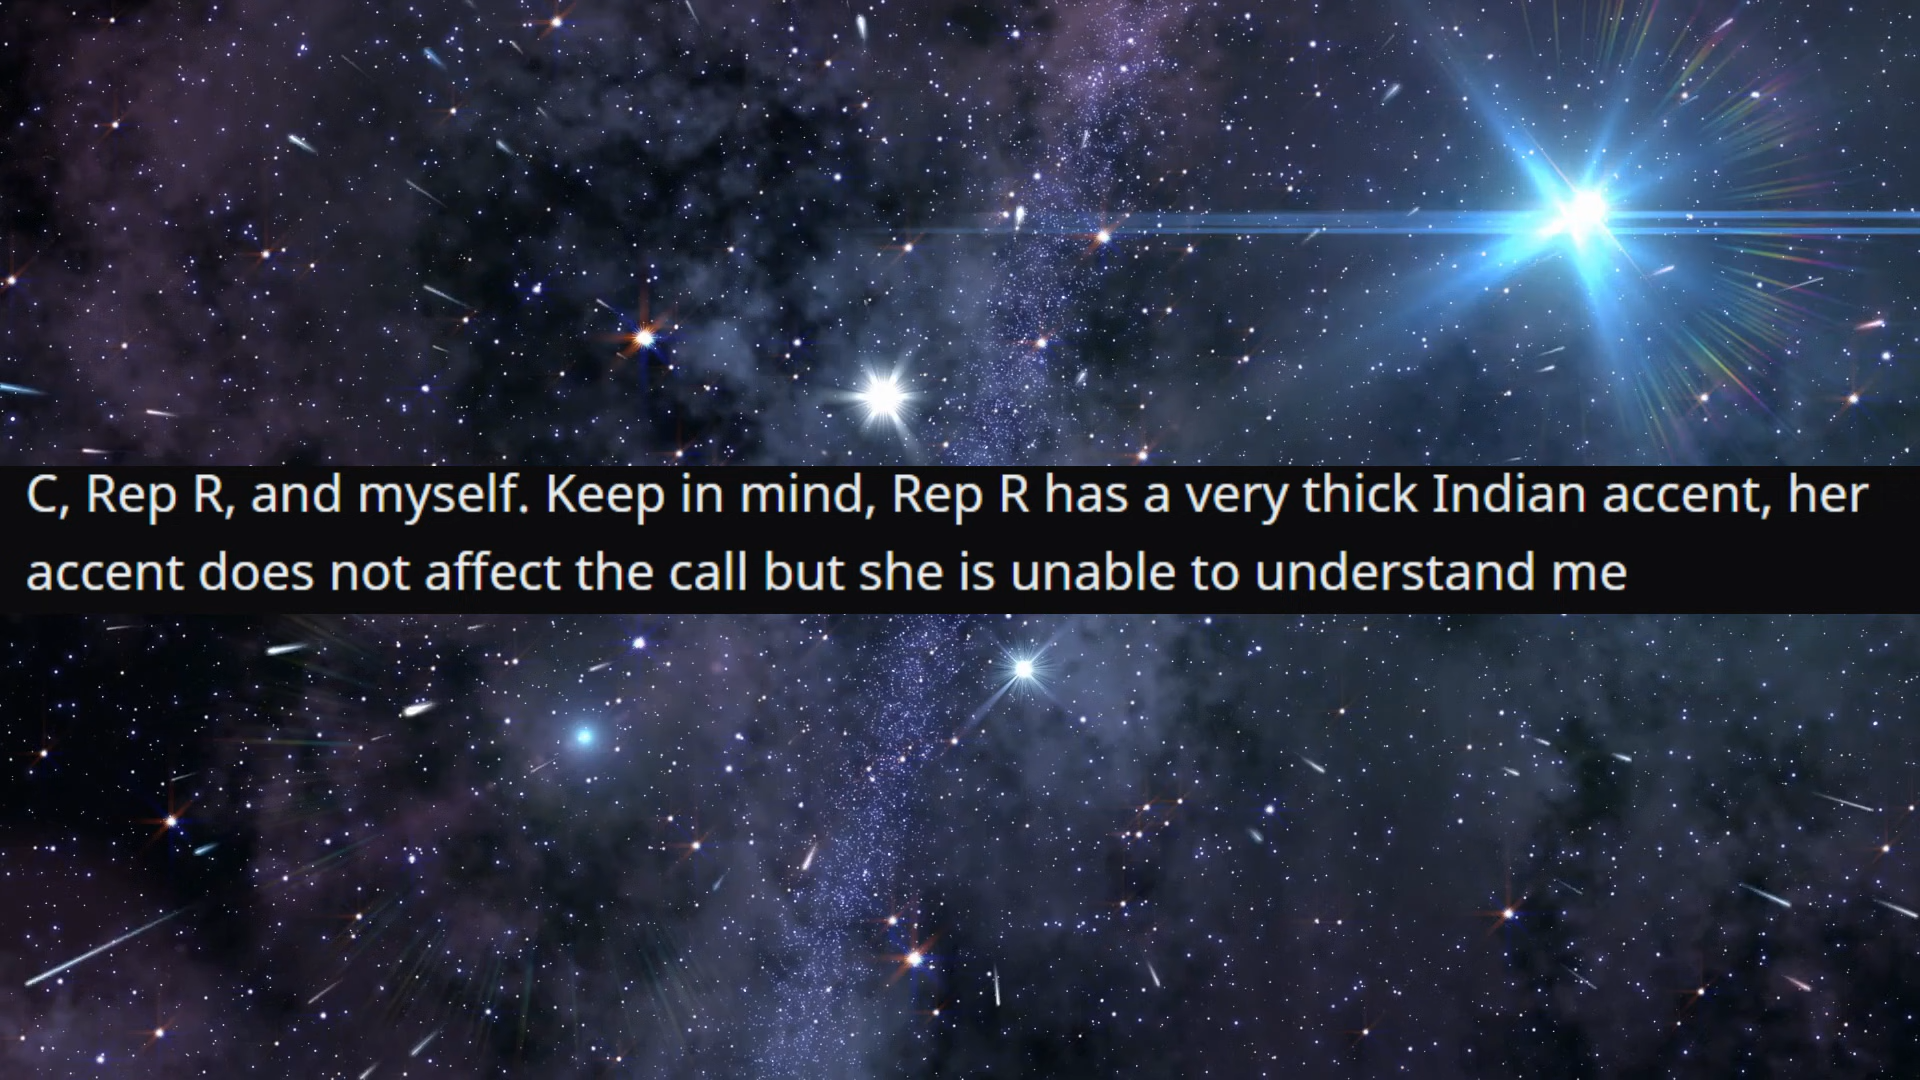 C, Rep R, and myself. Keep in mind, Rep R has a very thick Indian accent, her
accent does not affect the call but she is unable to understand me